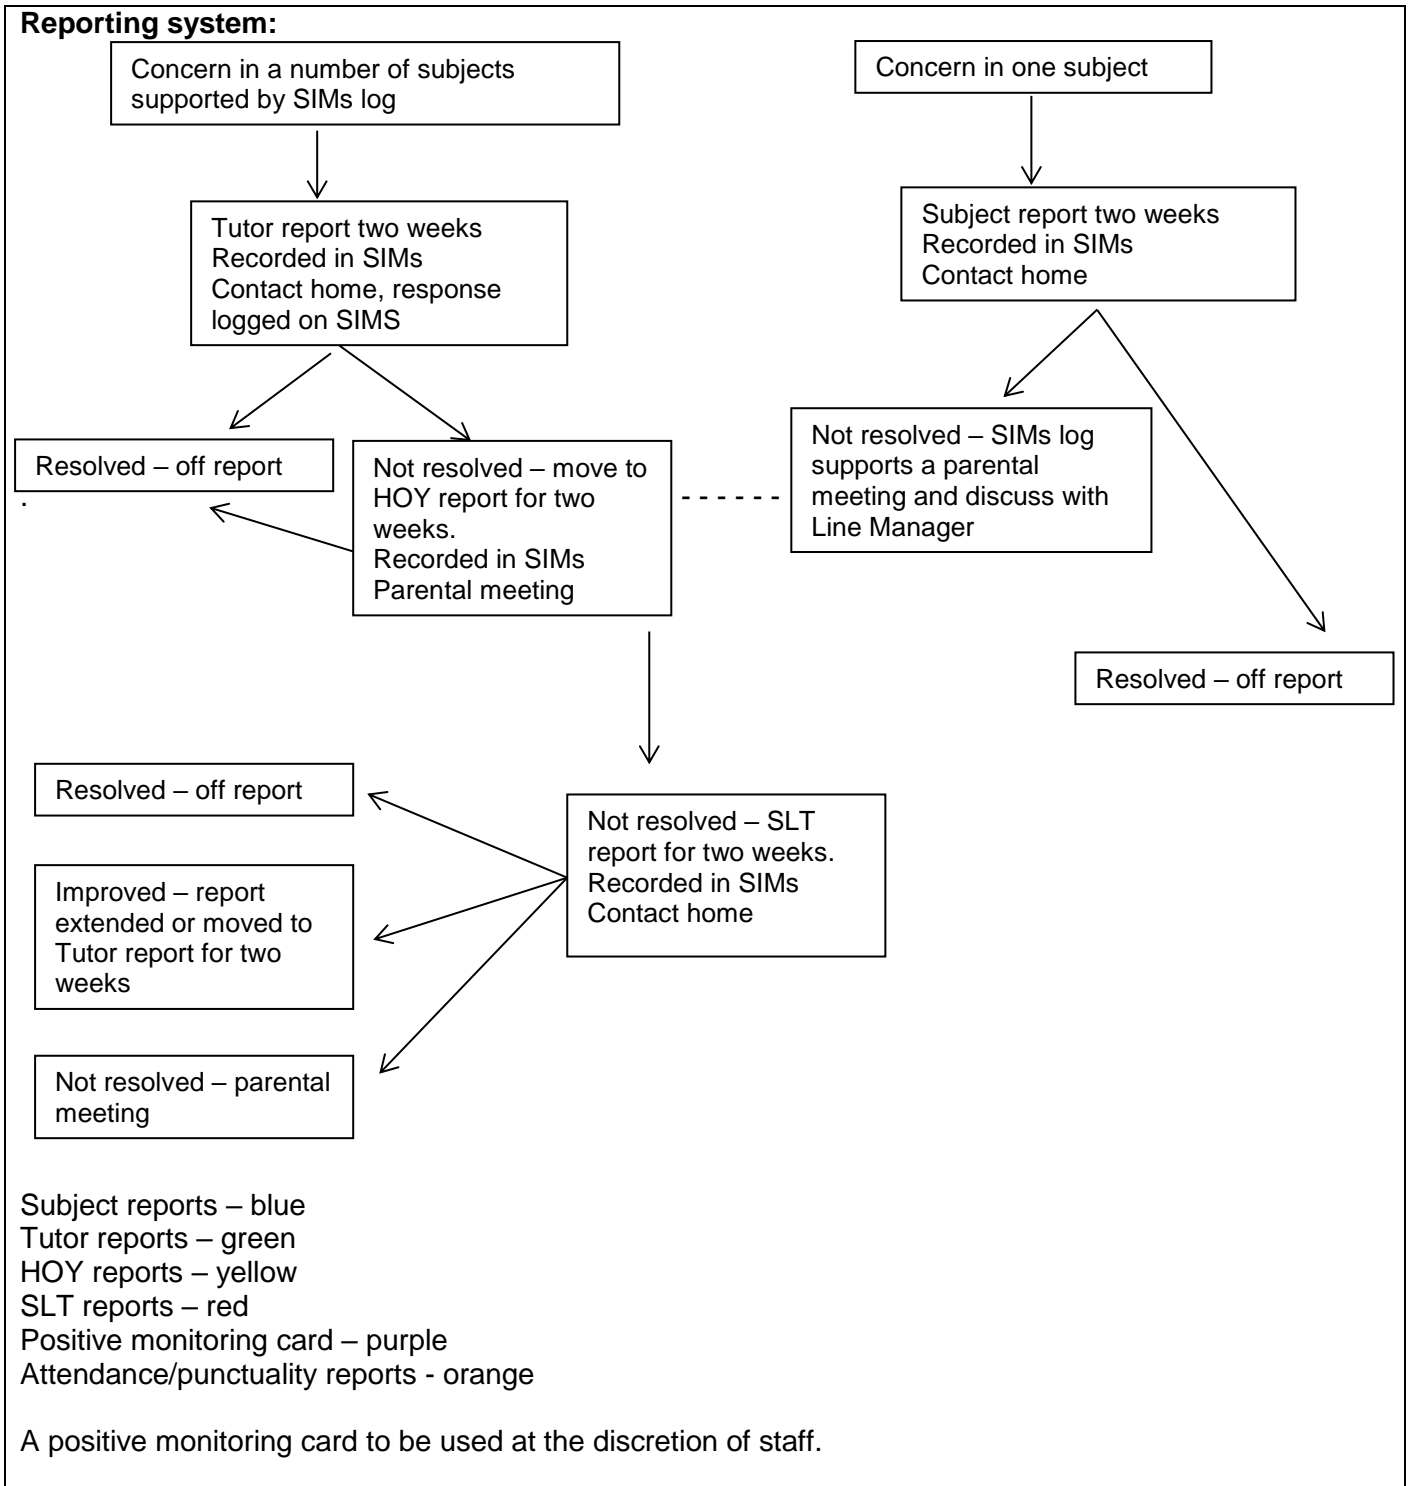 Reporting system:
Concern in a number of subjects
supported by SIMs log
Concern in one subject
Tutor report two weeks
Recorded in SIMs
Contact home, response
logged on SIMS
Subject report two weeks
Recorded in SIMs
Contact home
Resolved – off report
.
Not resolved – move to
HOY report for two
weeks.
Recorded in SIMs
Parental meeting
Not resolved – SIMs log
supports a parental
meeting and discuss with
Line Manager
Resolved – off report
Resolved – off report
Not resolved – SLT
report for two weeks.
Recorded in SIMs
Contact home
Improved – report
extended or moved to
Tutor report for two
weeks
Not resolved – parental
meeting
Subject reports – blue
Tutor reports – green
HOY reports – yellow
SLT reports – red
Positive monitoring card – purple
Attendance/punctuality reports - orange
A positive monitoring card to be used at the discretion of staff.